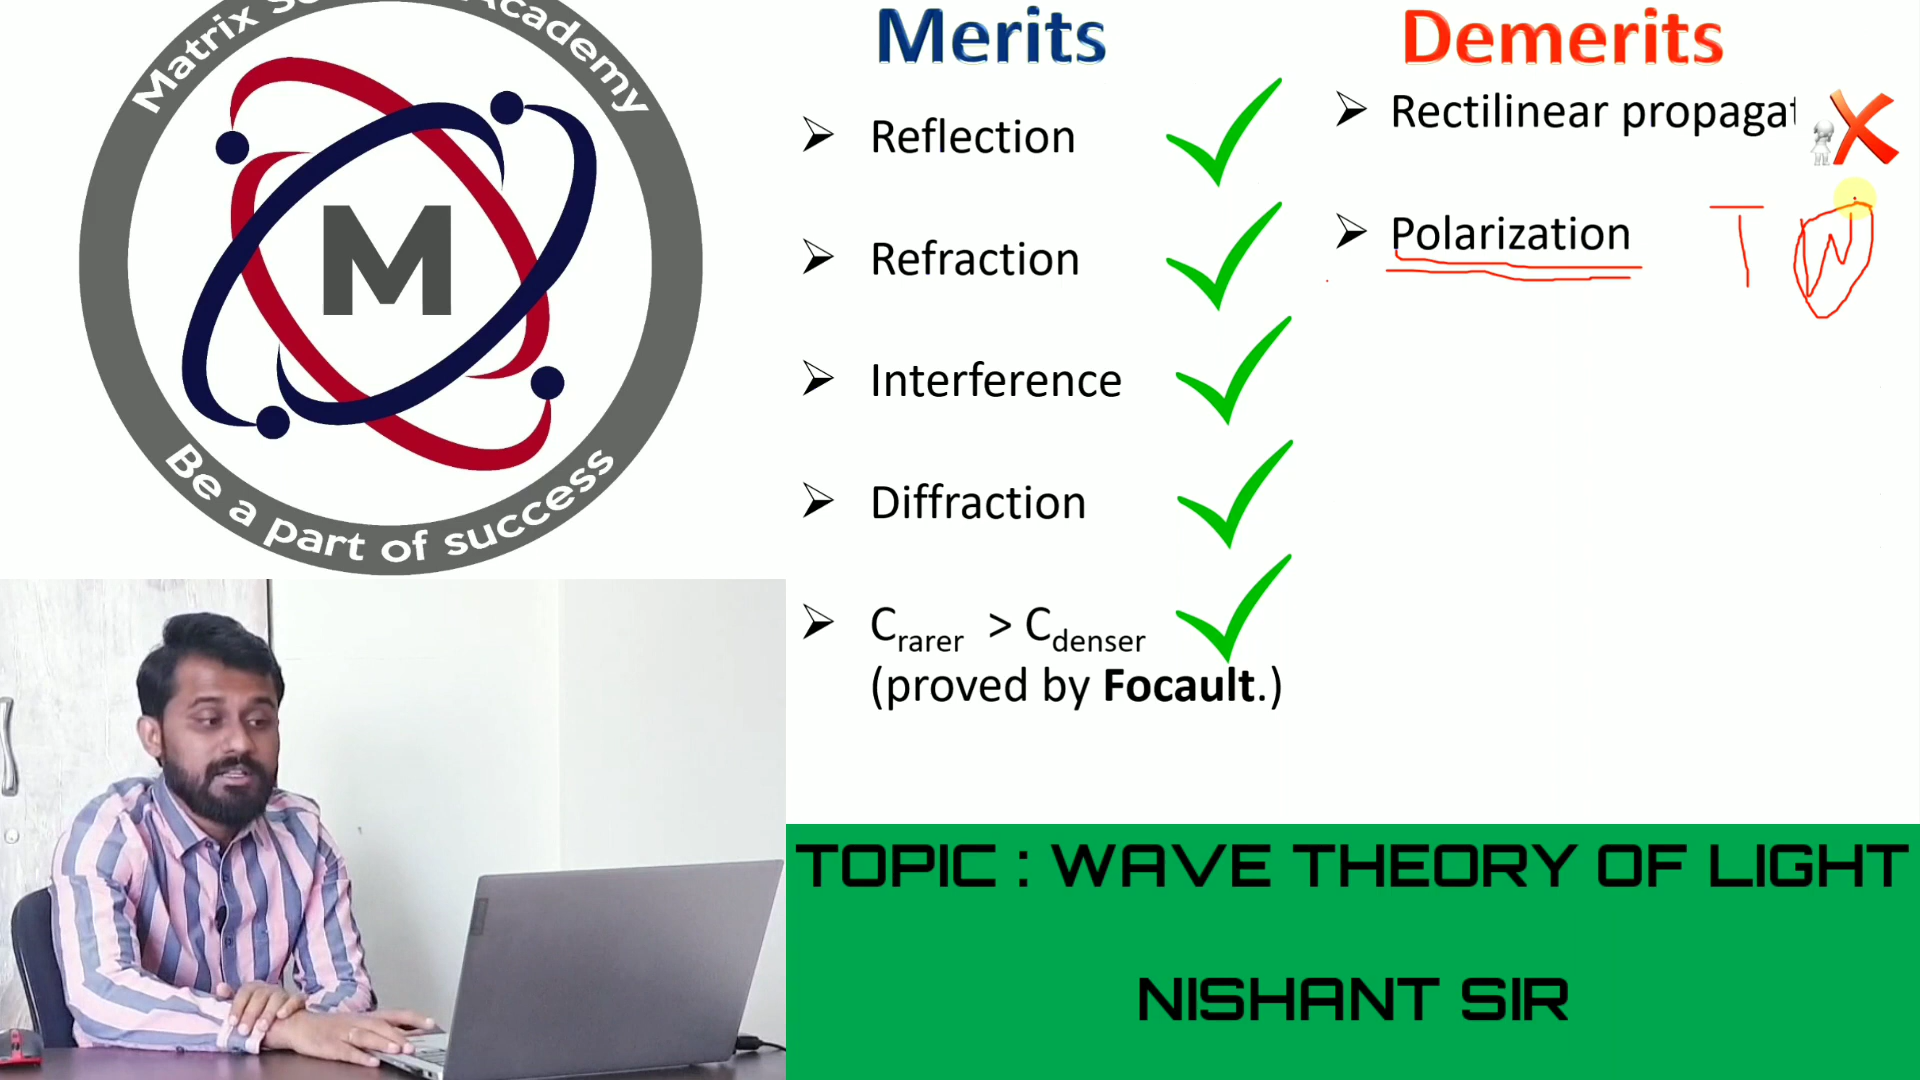 Academy
M
Be a part of success
Merits
Reflection
Refraction
Interference
Diffraction
Crarer > Cdenser
(proved by Focault.)
Demerits
Rectilinear propagat
Polarization
T W
TOPIC : WAVE THEORY OF LIGHT
NISHANT SIR